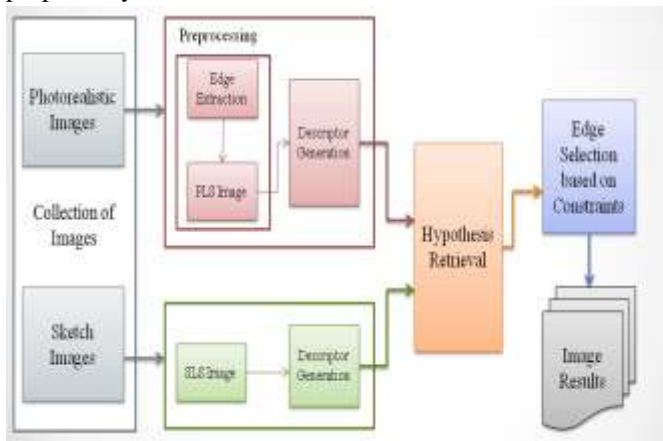 Preprocessing
Photorealistic
Images
Collection of
Images
Sketch
Images
Edge
Extraction
PLS Image
Descriptor
Generation
SLS Image
Descriptor
Generation
Hypothesis
Retrieval
Edge
Selection
based on
Constraints
Image
Results